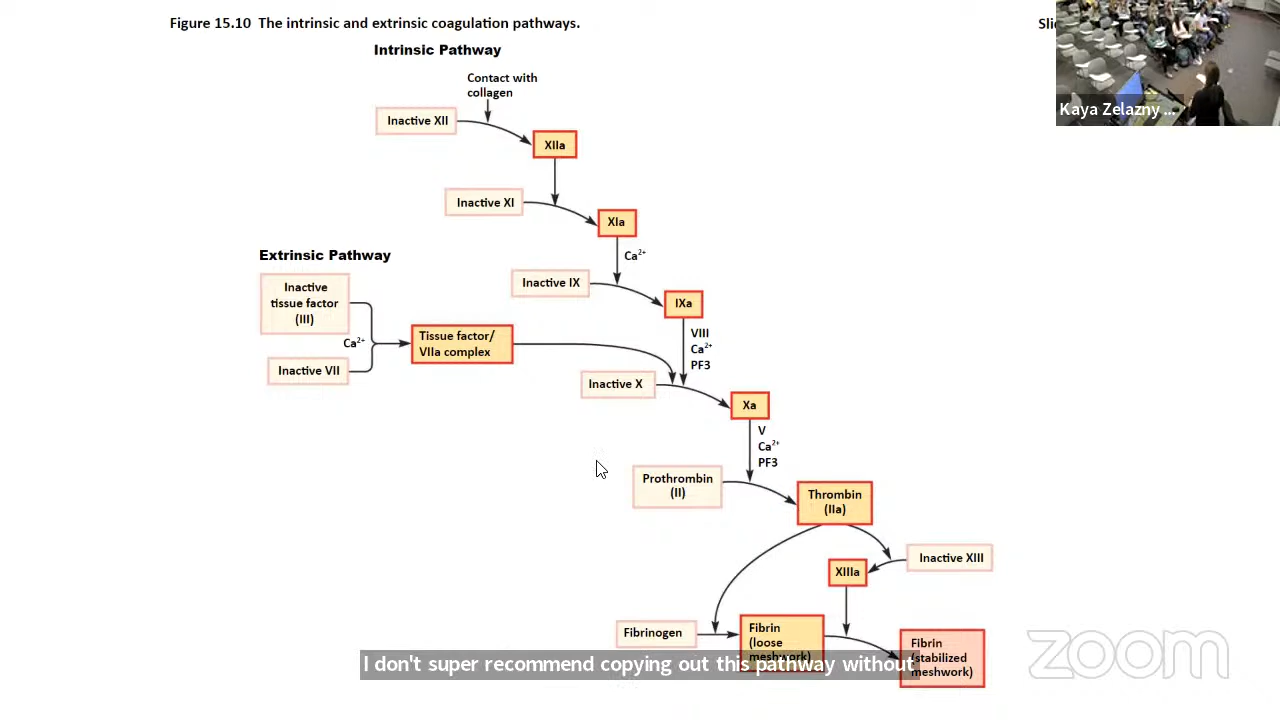 Figure 15.10 The intrinsic and extrinsic coagulation pathways.
Intrinsic Pathway
Contact with
collagen
Inactive XII
XIIa
Inactive XI
XIa
Ca²⁺
Extrinsic Pathway
Inactive
tissue factor
(III)
Ca²⁺
Inactive VII
Tissue factor/
VIIa complex
Inactive IX
IXa
VIII
Ca²⁺
PF3
Inactive X
Xa
V
Ca²⁺
PF3
Prothrombin
(II)
Thrombin
(IIa)
Inactive XIII
XIIIa
Fibrinogen
Fibrin
(loose
meshwork)
Fibrin
(stabilized
meshwork)
I don't super recommend copying out this pathway without
Kaya Zelazny ...
zoom